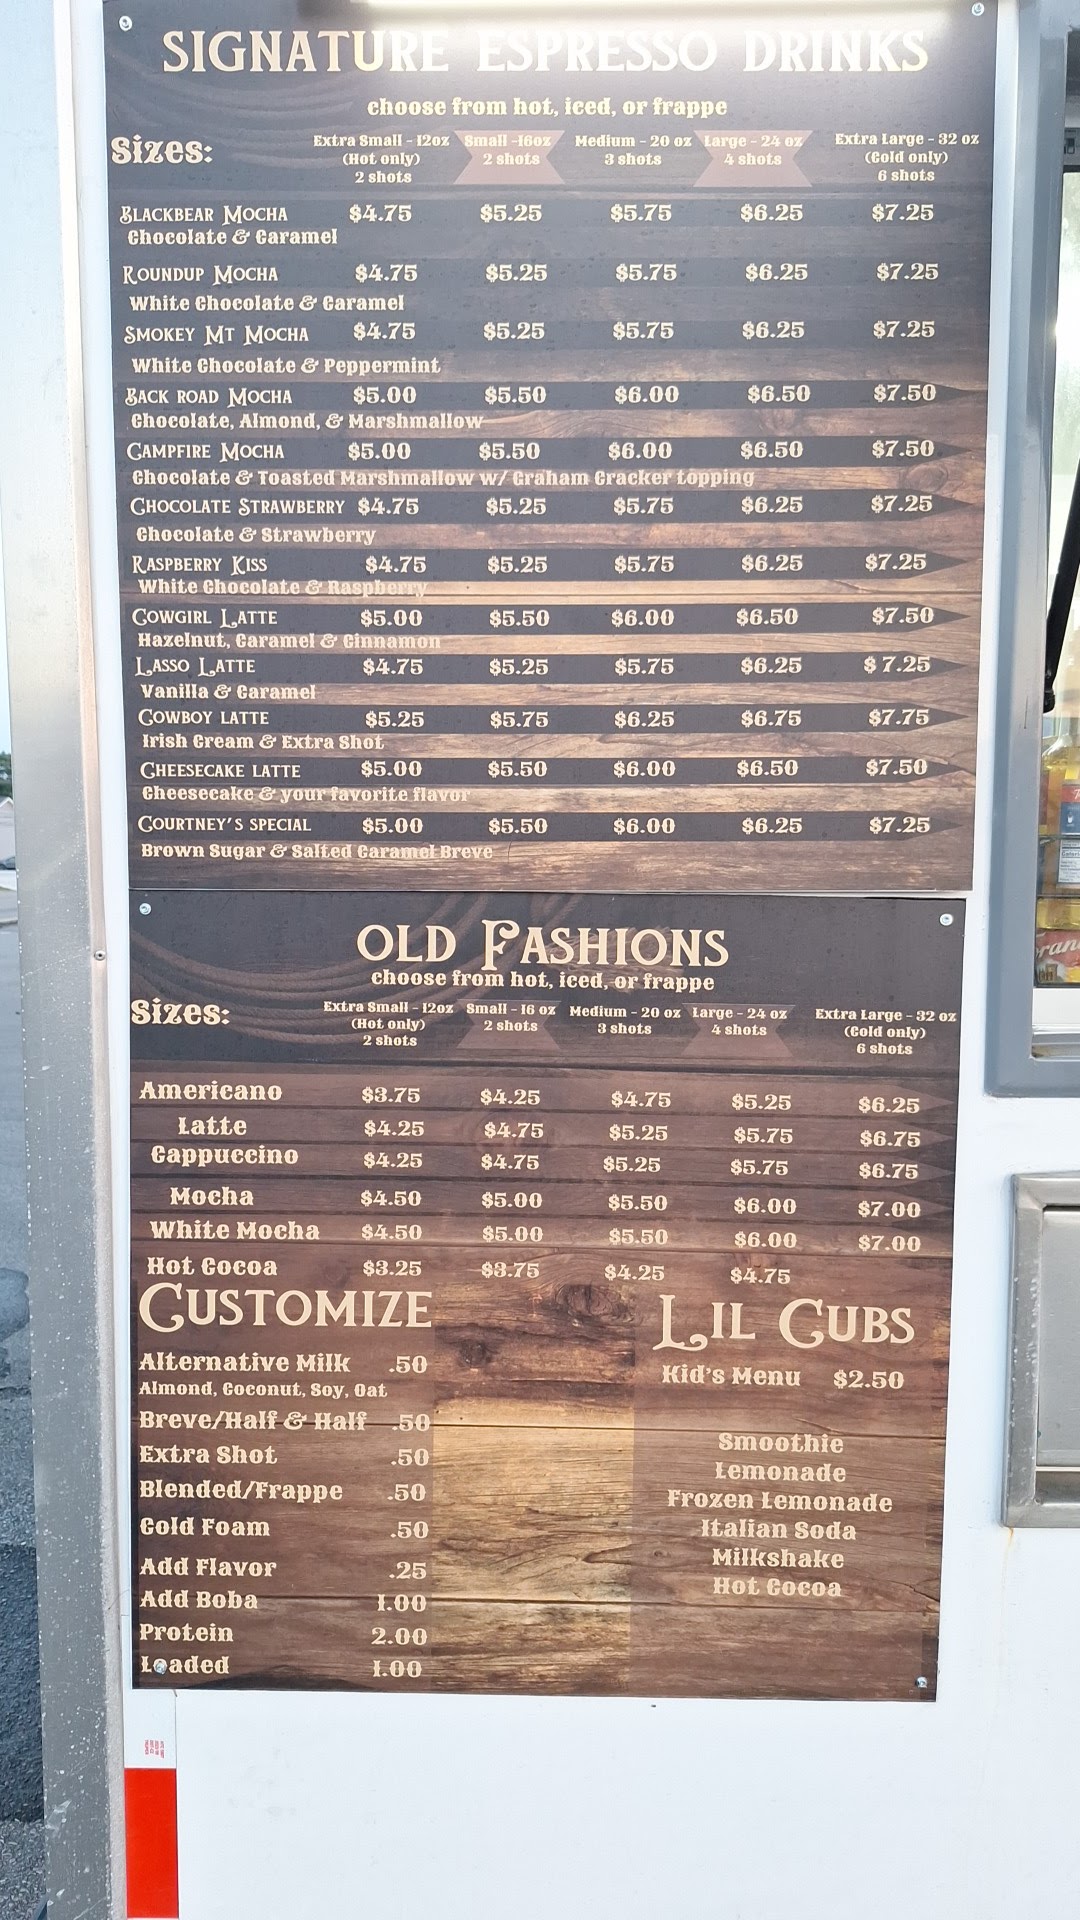 SIGNATURE ESPRESSO DRINKS
choose from hot, iced, or frappe
Sizes: Extra Small - 12oz (Hot only) 2 shots Small -16oz 2 shots Medium - 20 oz 3 shots Large - 24 oz 4 shots Extra Large - 32 oz (Cold only) 6 shots
BLACKBEAR MOCHA $4.75 $5.25 $5.75 $6.25 $7.25
Chocolate & Caramel
ROUNDUP MOCHA $4.75 $5.25 $5.75 $6.25 $7.25
White Chocolate & Caramel
SMOKEY MT MOCHA $4.75 $5.25 $5.75 $6.25 $7.25
White Chocolate & Peppermint
BACK ROAD MOCHA $5.00 $5.50 $6.00 $6.50 $7.50
Chocolate, Almond, & Marshmallow
CAMPFIRE MOCHA $5.00 $5.50 $6.00 $6.50 $7.50
Chocolate & Toasted Marshmallow w/ Graham Cracker topping
CHOCOLATE STRAWBERRY $4.75 $5.25 $5.75 $6.25 $7.25
Chocolate & Strawberry
RASPBERRY KISS $4.75 $5.25 $5.75 $6.25 $7.25
White Chocolate & Raspberry
COWGIRL LATTE $5.00 $5.50 $6.00 $6.50 $7.50
Hazelnut, Caramel & Cinnamon
LASSO LATTE $4.75 $5.25 $5.75 $6.25 $7.25
Vanilla & Caramel
COWBOY LATTE $5.25 $5.75 $6.25 $6.75 $7.75
Irish Cream & Extra Shot
CHEESECAKE LATTE $5.00 $5.50 $6.00 $6.50 $7.50
Cheesecake & your favorite flavor
COURTNEY'S SPECIAL $5.00 $5.50 $6.00 $6.25 $7.25
Brown Sugar & Salted Caramel Breve
OLD FASHIONS
choose from hot, iced, or frappe
Sizes: Extra Small - 12oz (Hot only) 2 shots Small - 16 oz 2 shots Medium - 20 oz 3 shots Large - 24 oz 4 shots Extra Large - 32 oz (Cold only) 6 shots
Americano $3.75 $4.25 $4.75 $5.25 $6.25
Latte $4.25 $4.75 $5.25 $5.75 $6.75
Cappuccino $4.25 $4.75 $5.25 $5.75 $6.75
Mocha $4.50 $5.00 $5.50 $6.00 $7.00
White Mocha $4.50 $5.00 $5.50 $6.00 $7.00
Hot Cocoa $3.25 $3.75 $4.25 $4.75
CUSTOMIZE
Alternative Milk .50
Almond, Coconut, Soy, Oat
Breve/Half & Half .50
Extra Shot .50
Blended/Frappe .50
Cold Foam .50
Add Flavor .25
Add Boba 1.00
Protein 2.00
Loaded 1.00
LIL CUBS
Kid's Menu $2.50
Smoothie
Lemonade
Frozen Lemonade
Italian Soda
Milkshake
Hot Cocoa